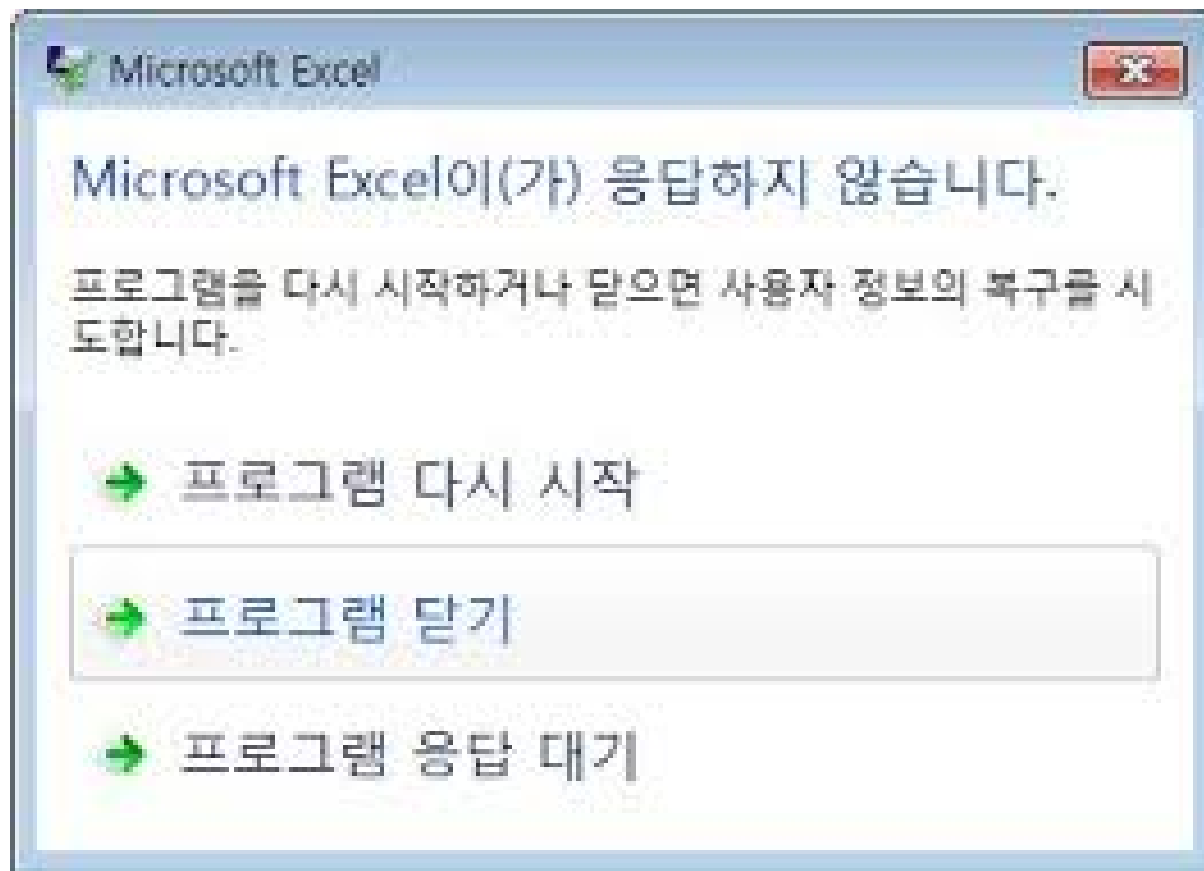 Microsoft Excel
Microsoft Excel이(가) 응답하지 않습니다.
프로그램을 다시 시작하거나 닫으면 사용자 정보의 복구를 시
도합니다.
프로그램 다시 시작
프로그램 닫기
프로그램 응답 대기